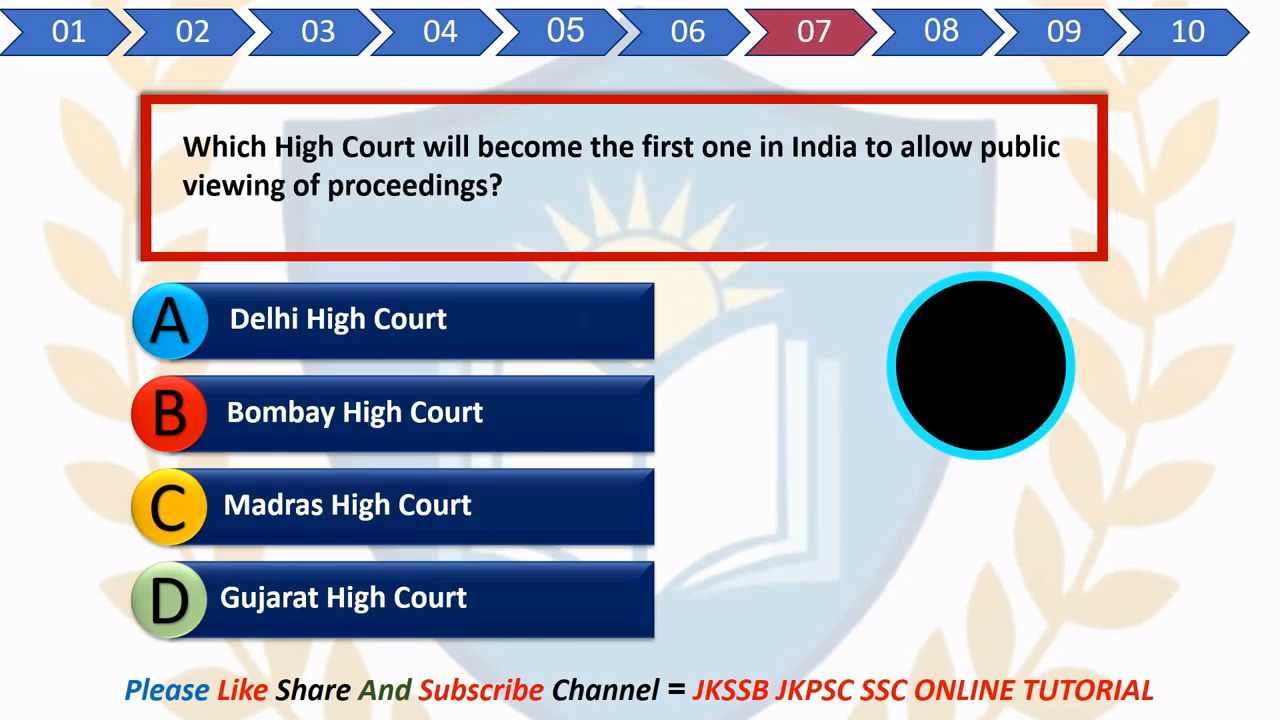 01 02 03 04 05 06 07 08 09 10
Which High Court will become the first one in India to allow public
viewing of proceedings?
A Delhi High Court
B Bombay High Court
C Madras High Court
D Gujarat High Court
Please Like Share And Subscribe Channel = JKSSB JKPSC SSC ONLINE TUTORIAL